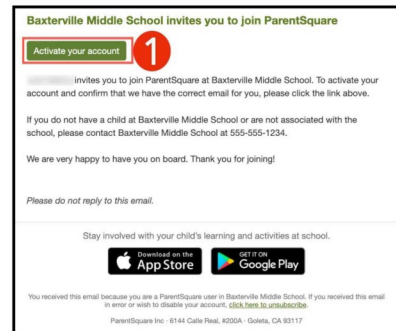 Baxterville Middle School invites you to join ParentSquare
Activate your account
1
invites you to join ParentSquare at Baxterville Middle School. To activate your
account and confirm that we have the correct email for you, please click the link above.
If you do not have a child at Baxterville Middle School or are not associated with the
school, please contact Baxterville Middle School at 555-555-1234.
We are very happy to have you on board. Thank you for joining!
Please do not reply to this email.
Stay involved with your child's learning and activities at school.
Download on the
App Store
GET IT ON
Google Play
You received this email because you are a ParentSquare user in Baxterville Middle School. If you received this email
in error or wish to disable your account, click here to unsubscribe.
ParentSquare Inc · 6144 Calle Real, #200A · Goleta, CA 93117